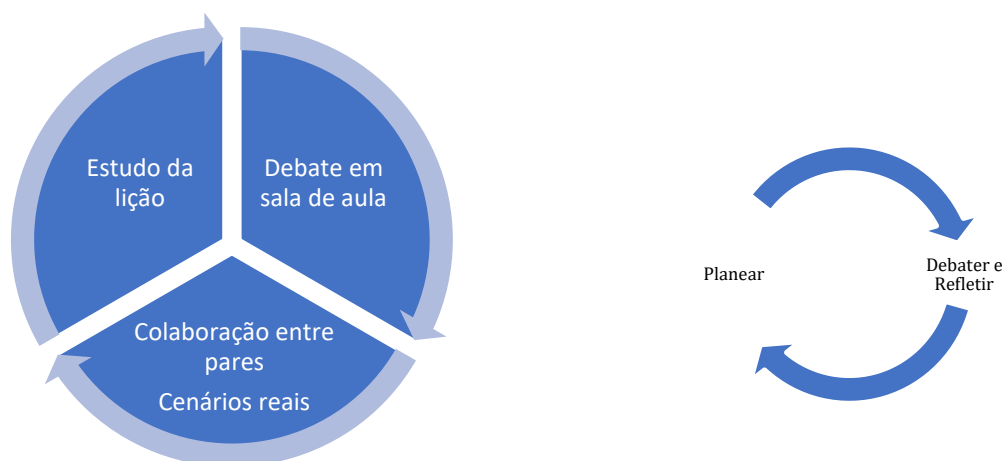 Estudo da
lição
Debate em
sala de aula
Colaboração entre
pares
Cenários reais
Planear
Debater e
Refletir